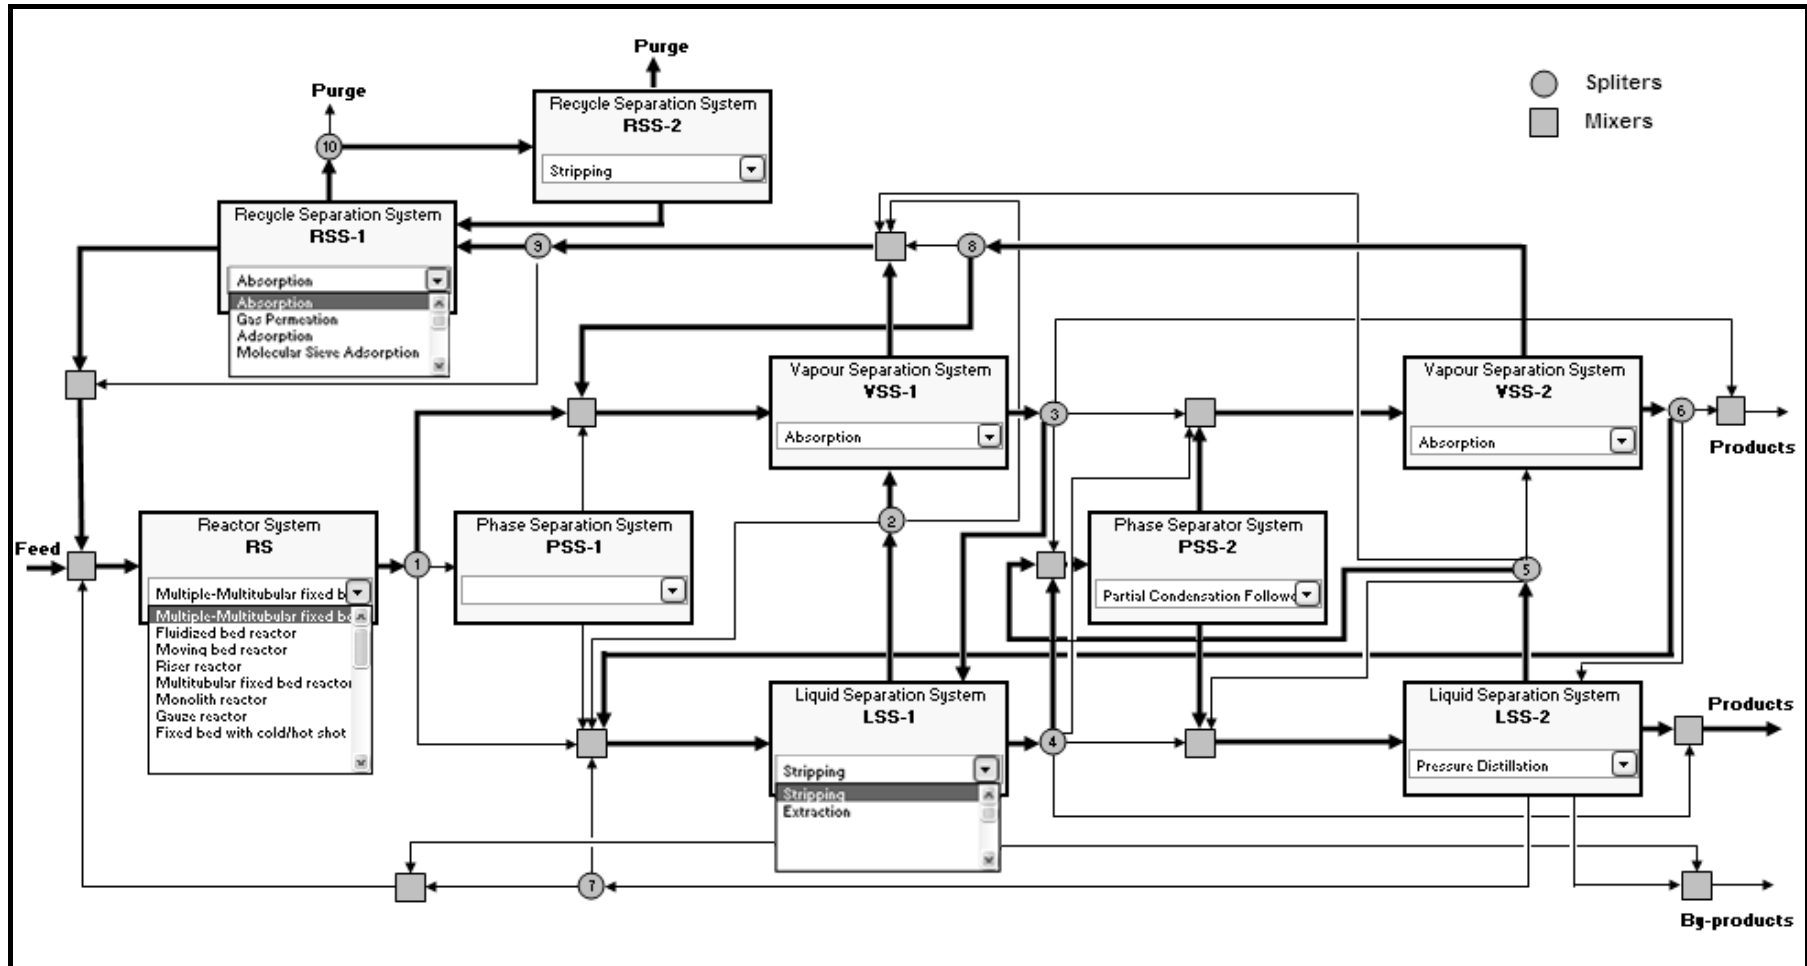 Purge
Purge
Recycle Separation System
RSS-2
Stripping
Spliters
Mixers
10
Recycle Separation System
RSS-1
Absorption
Absorption
Gas Permeation
Adsorption
Molecular Sieve Adsorption
9
8
Vapour Separation System
VSS-1
Absorption
3
Vapour Separation System
VSS-2
Absorption
6
Products
Feed
Reactor System
RS
Multiple-Multitubular fixed b
Multiple-Multitubular fixed be
Fluidized bed reactor
Moving bed reactor
Riser reactor
Multitubular fixed bed reactor
Monolith reactor
Gauze reactor
Fixed bed with cold/hot shot
1
Phase Separation System
PSS-1
2
Phase Separator System
PSS-2
Partial Condensation Followe
5
Liquid Separation System
LSS-1
Stripping
Stripping
Extraction
4
Liquid Separation System
LSS-2
Pressure Distillation
Products
7
By-products